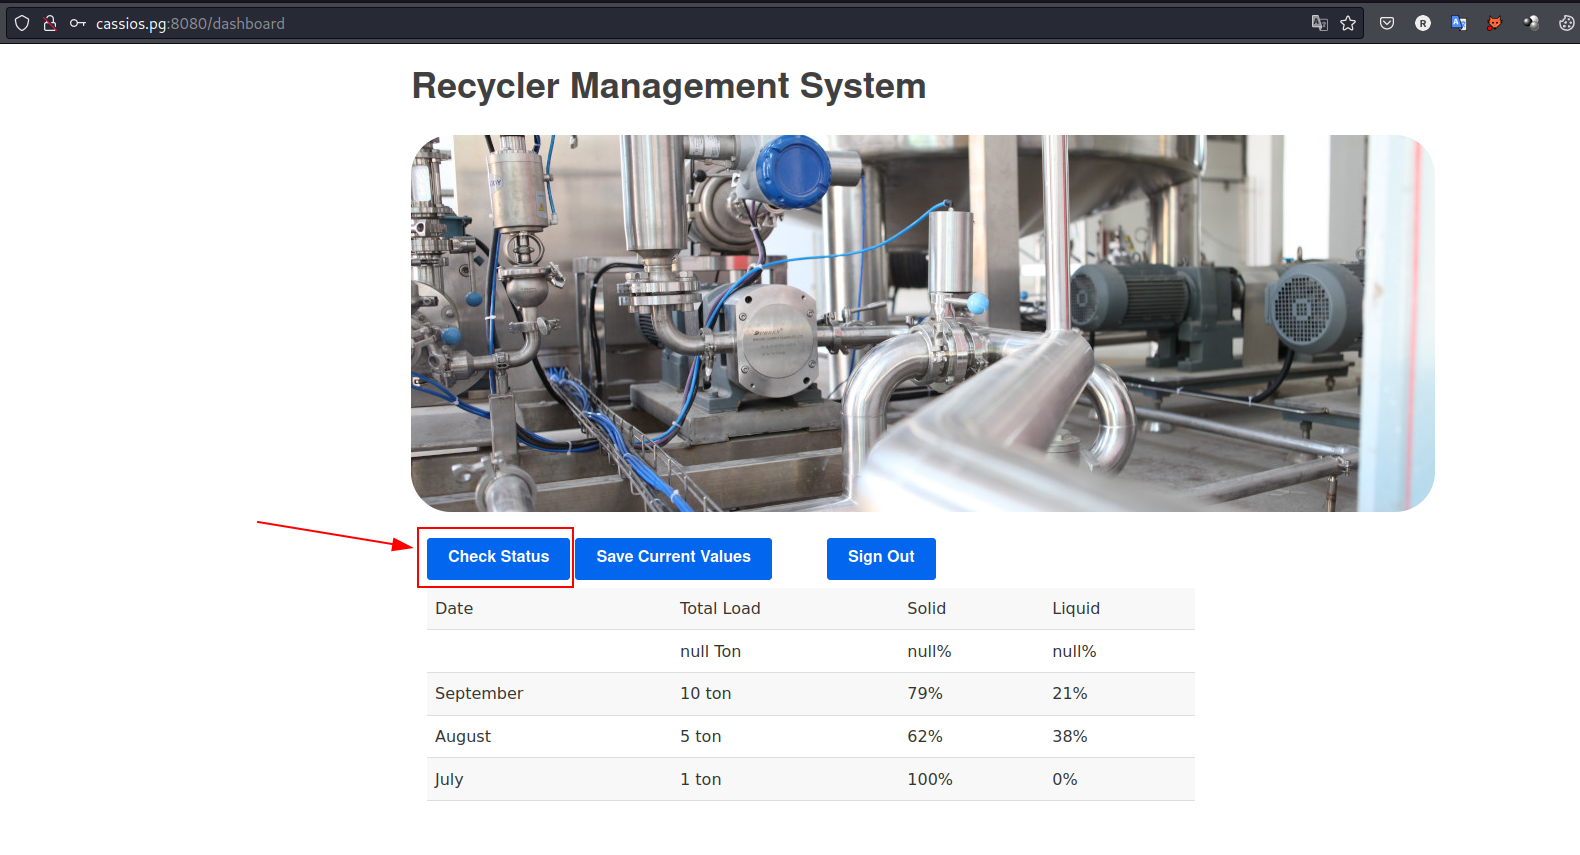 cassios.pg:8080/dashboard
Recycler Management System
Check Status Save Current Values Sign Out
Date Total Load Solid Liquid
null Ton null% null%
September 10 ton 79% 21%
August 5 ton 62% 38%
July 1 ton 100% 0%